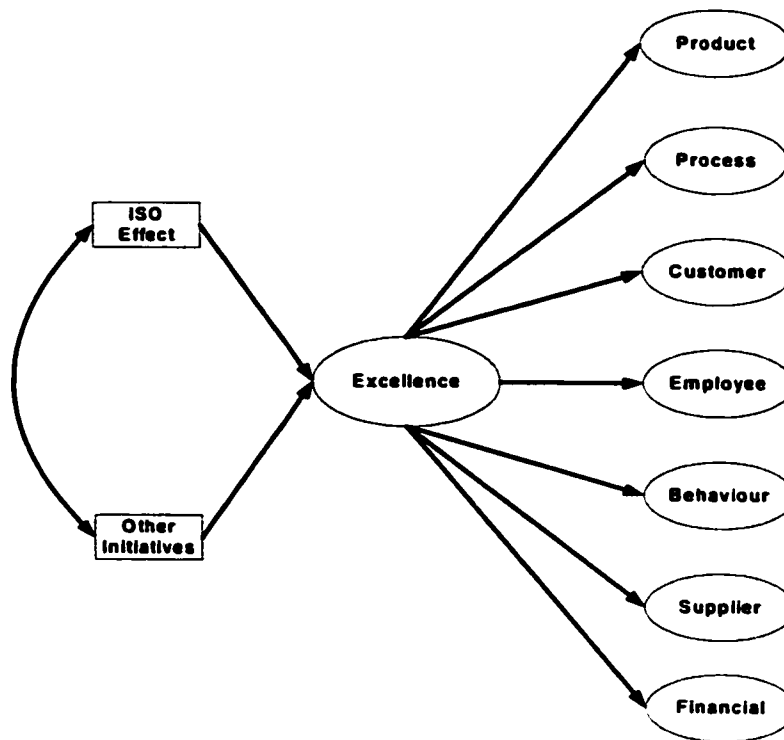 Product
Process
ISO
Effect
Customer
Excellence
Employee
Behaviour
Other
Initiatives
Supplier
Financial